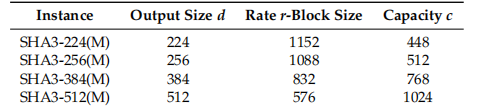 Instance Output Size d Rate r-Block Size Capacity c
SHA3-224(M) 224 1152 448
SHA3-256(M) 256 1088 512
SHA3-384(M) 384 832 768
SHA3-512(M) 512 576 1024